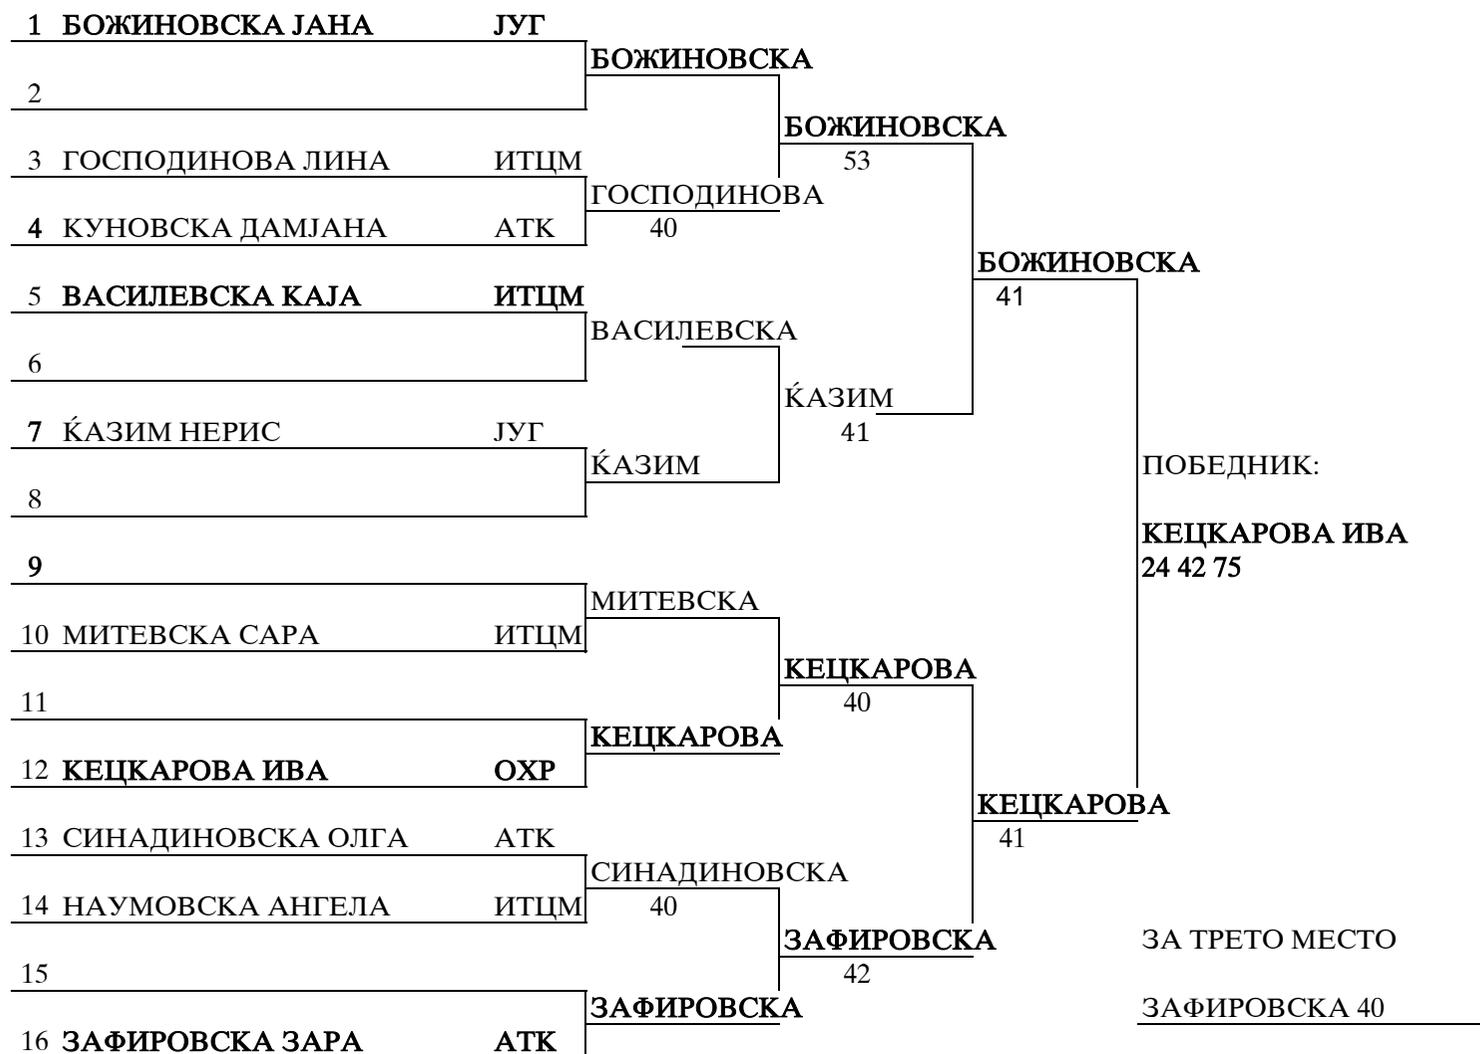 1 БОЖИНОВСКА ЈАНА ЈУГ
БОЖИНОВСКА
2
БОЖИНОВСКА
3 ГОСПОДИНОВА ЛИНА ИТЦМ 53
ГОСПОДИНОВА
4 КУНОВСКА ДАМЈАНА АТК 40
БОЖИНОВСКА
5 ВАСИЛЕВСКА КАЈА ИТЦМ 41
ВАСИЛЕВСКА
6
ЌАЗИМ
7 ЌАЗИМ НЕРИС ЈУГ 41
ЌАЗИМ ПОБЕДНИК:
8
КЕЦКАРОВА ИВА
9 24 42 75
МИТЕВСКА
10 МИТЕВСКА САРА ИТЦМ
КЕЦКАРОВА
11 40
КЕЦКАРОВА
12 КЕЦКАРОВА ИВА ОХР
КЕЦКАРОВА
13 СИНАДИНОВСКА ОЛГА АТК 41
СИНАДИНОВСКА
14 НАУМОВСКА АНГЕЛА ИТЦМ 40
ЗАФИРОВСКА ЗА ТРЕТО МЕСТО
15 42
ЗАФИРОВСКА ЗАФИРОВСКА 40
16 ЗАФИРОВСКА ЗАРА АТК